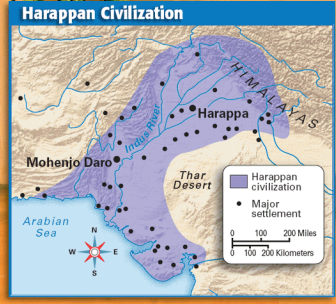 Harappan Civilization
HIMALAYAS
Indus River
Harappa
Mohenjo Daro
Thar
Desert
Arabian
Sea
N
W
E
S
Harappan
civilization
Major
settlement
0 100 200 Miles
0 100 200 Kilometers